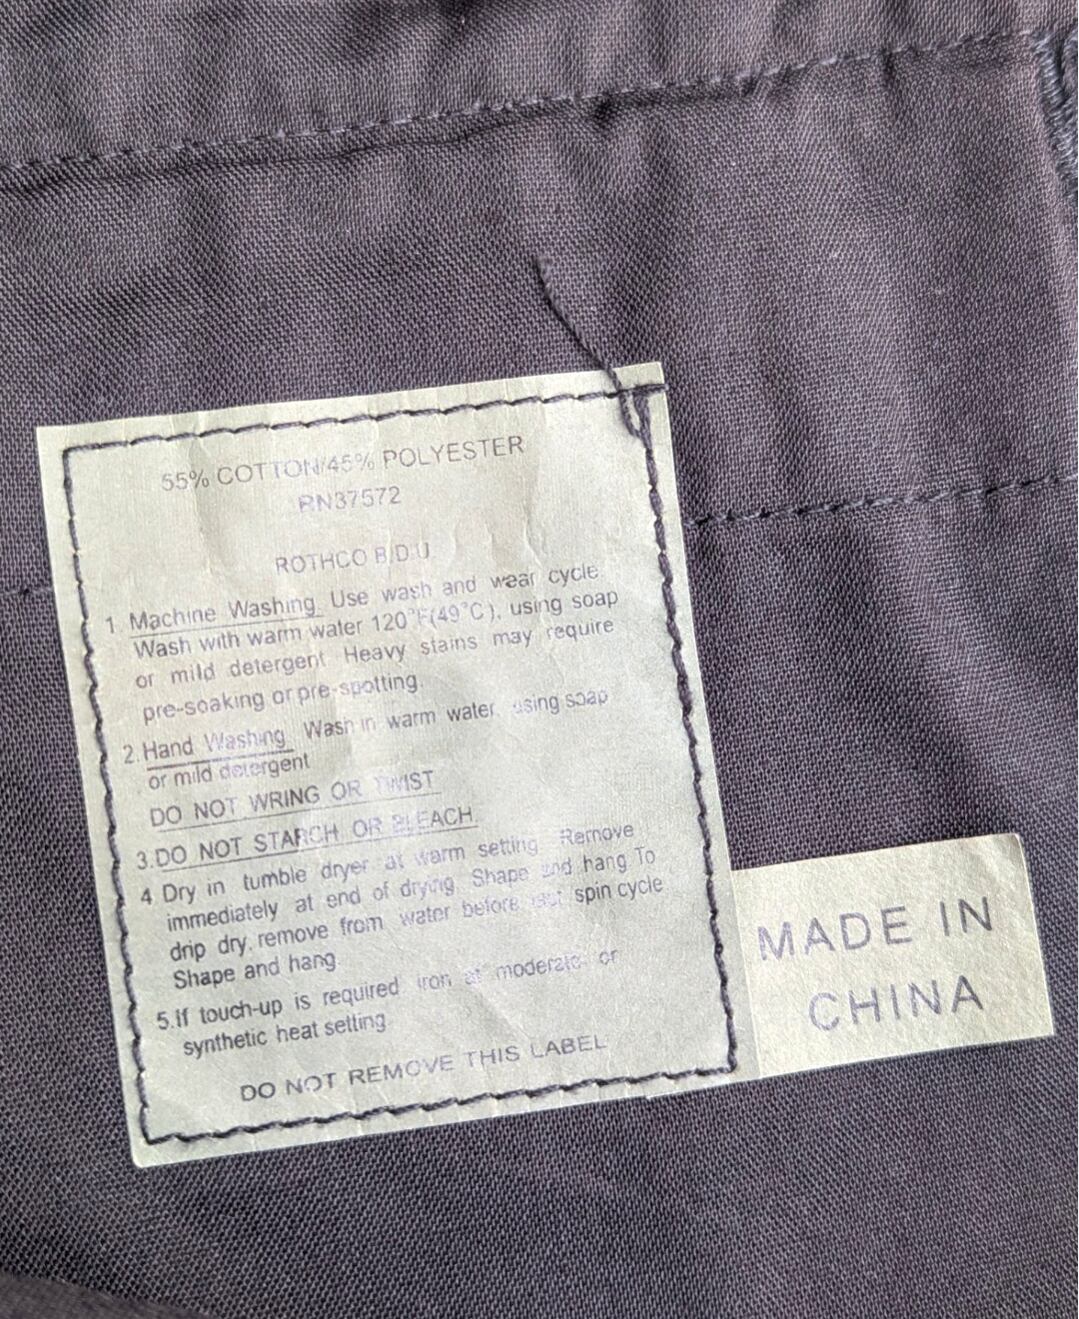 55% COTTON/45% POLYESTER
RN37572
ROTHCO B.D.U.
1. Machine Washing. Use wash and wear cycle.
Wash with warm water 120°F(49°C), using soap
or mild detergent. Heavy stains may require
pre-soaking or pre-spotting.
2. Hand Washing. Wash in warm water using soap
or mild detergent
DO NOT WRING OR TWIST
3. DO NOT STARCH OR BLEACH.
4 Dry in tumble dryer at warm setting. Remove
immediately at end of drying. Shape and hang To
drip dry, remove from water before last spin cycle
Shape and hang
5. If touch-up is required iron at moderate or
synthetic heat setting.
DO NOT REMOVE THIS LABEL
MADE IN
CHINA